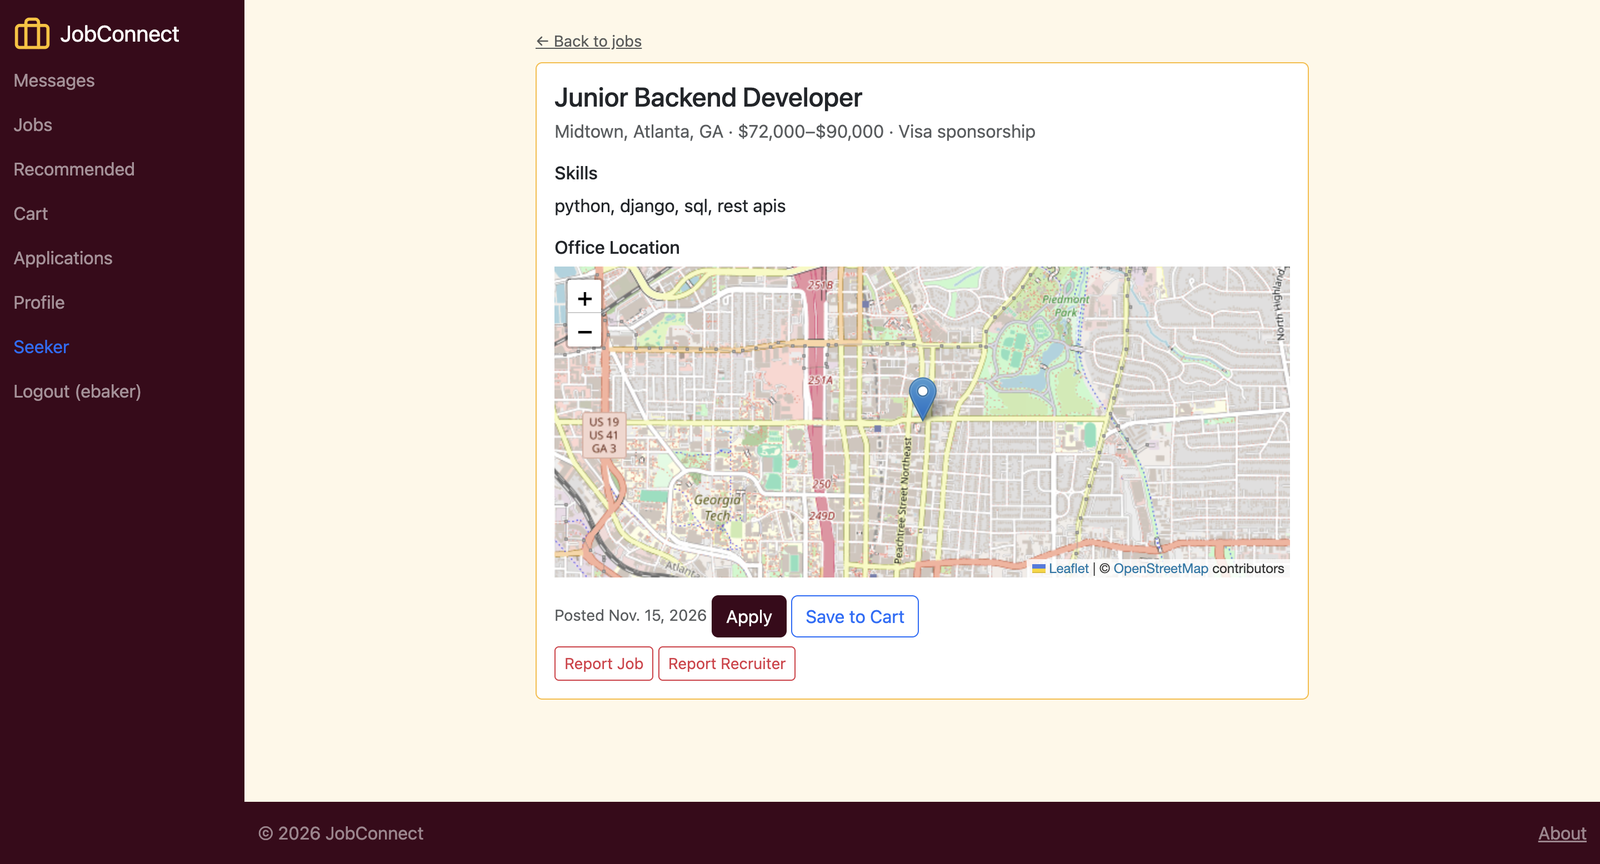 JobConnect
Messages
Jobs
Recommended
Cart
Applications
Profile
Seeker
Logout (ebaker)
← Back to jobs
Junior Backend Developer
Midtown, Atlanta, GA · $72,000–$90,000 · Visa sponsorship
Skills
python, django, sql, rest apis
Office Location
+
−
251B
Piedmont
Park
North Highland
251A
US 19
US 41
GA 3
Peachtree Street Northeast
250
Georgia
Tech
249D
Atlanta
Leaflet | © OpenStreetMap contributors
Posted Nov. 15, 2026
Apply
Save to Cart
Report Job
Report Recruiter
© 2026 JobConnect
About